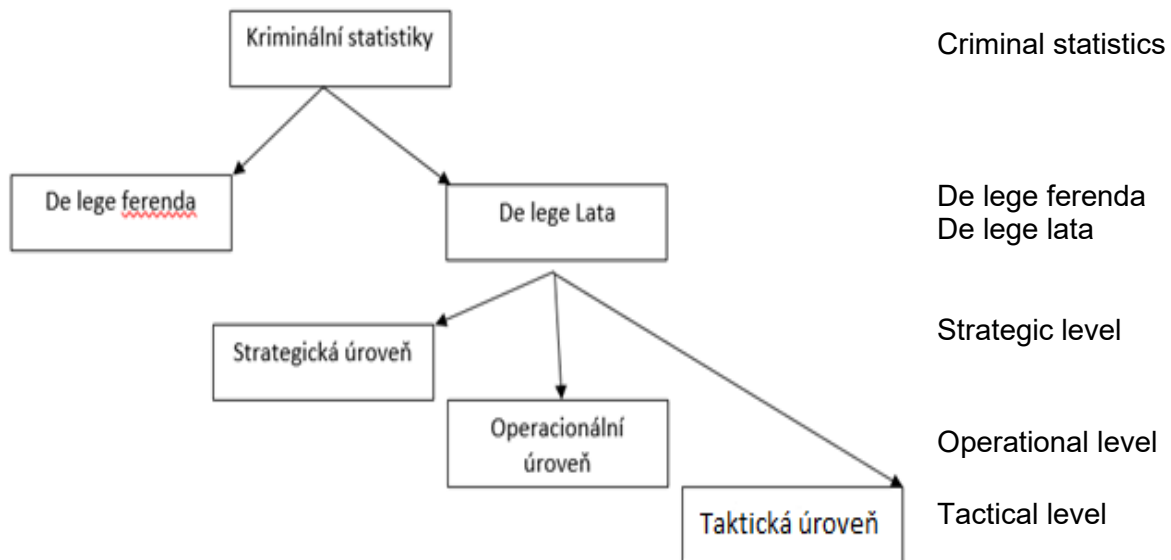 Kriminální statistiky
Criminal statistics
De lege ferenda
De lege Lata
De lege ferenda
De lege lata
Strategická úroveň
Strategic level
Operacionální
úroveň
Operational level
Taktická úroveň
Tactical level